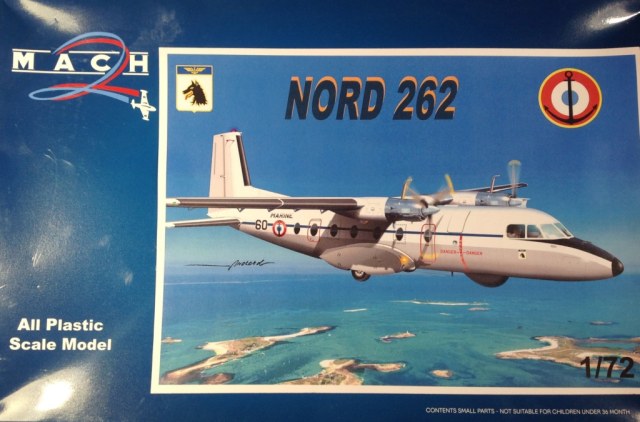 MACH 2
NORD 262
MARINE
60
All Plastic
Scale Model
1/72
CONTENTS SMALL PARTS - NOT SUITABLE FOR CHILDREN UNDER 36 MONTH